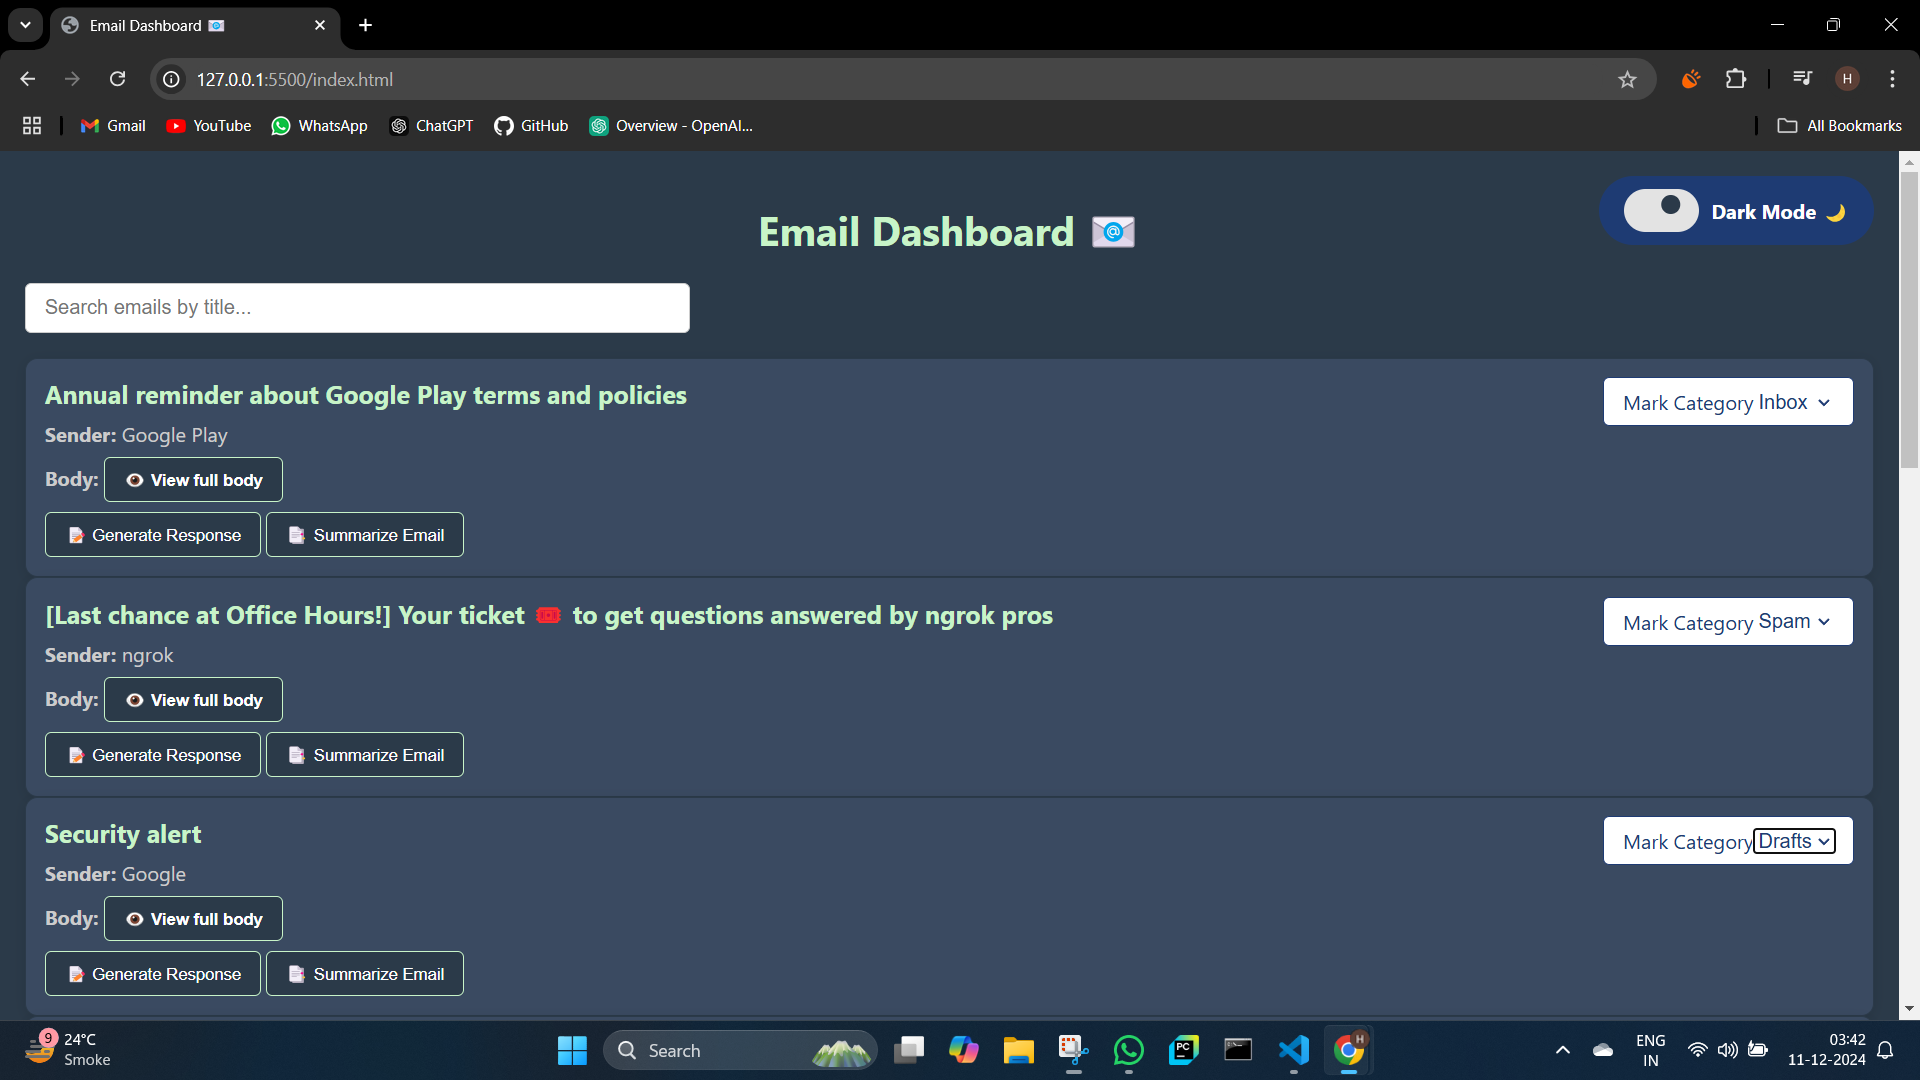 Email Dashboard 📧
127.0.0.1:5500/index.html
H
Gmail YouTube WhatsApp ChatGPT GitHub Overview - OpenAI... All Bookmarks
Dark Mode 🌙
Email Dashboard 📧
Search emails by title...
Annual reminder about Google Play terms and policies
Mark Category Inbox
Sender: Google Play
Body: 👁️ View full body
📝 Generate Response 📑 Summarize Email
[Last chance at Office Hours!] Your ticket 🎟️ to get questions answered by ngrok pros
Mark Category Spam
Sender: ngrok
Body: 👁️ View full body
📝 Generate Response 📑 Summarize Email
Security alert
Mark Category Drafts
Sender: Google
Body: 👁️ View full body
📝 Generate Response 📑 Summarize Email
9
24°C
Smoke
Search
PC
H
ENG
IN
03:42
11-12-2024